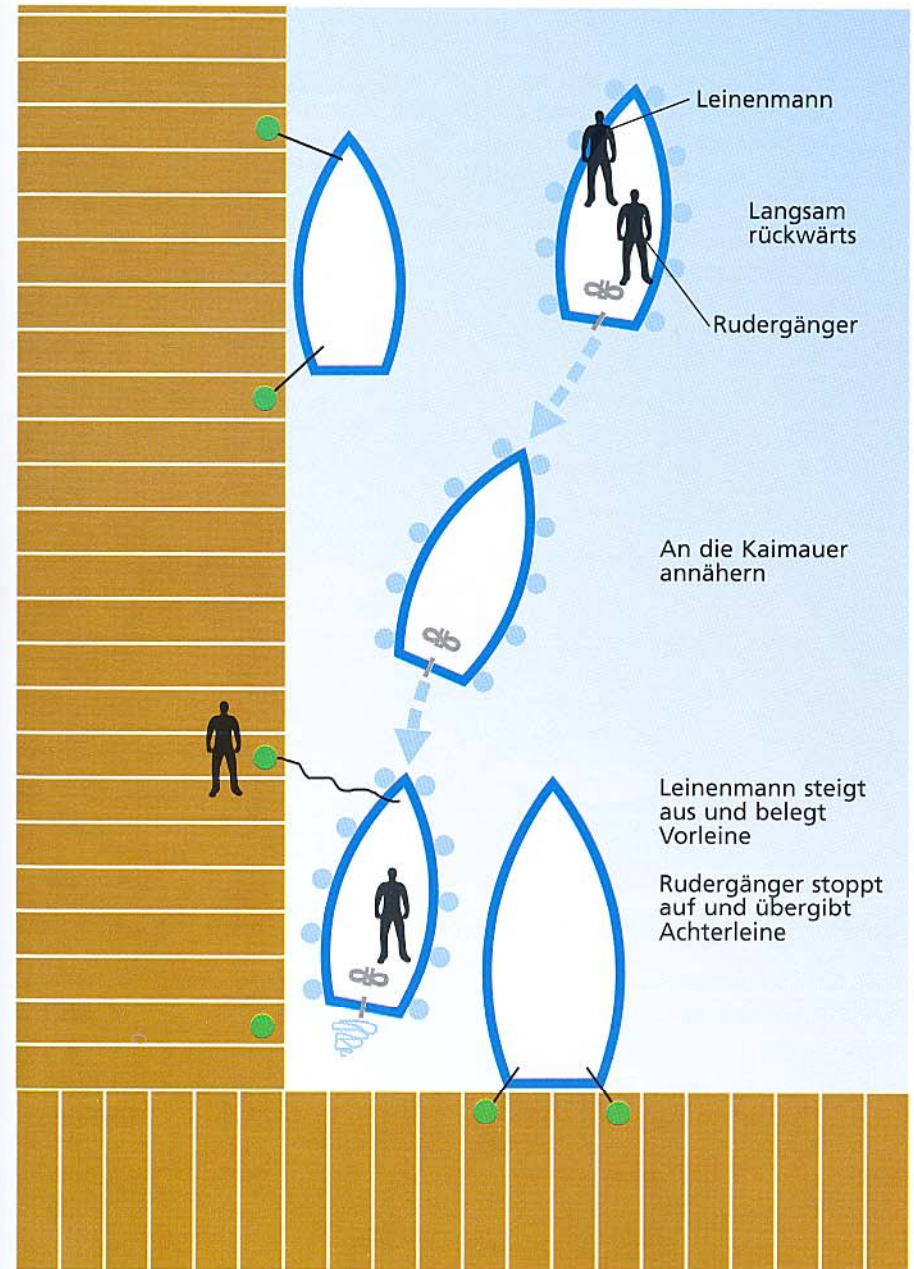 Leinenmann
Langsam
rückwärts
Rudergänger
An die Kaimauer
annähern
Leinenmann steigt
aus und belegt
Vorleine
Rudergänger stoppt
auf und übergibt
Achterleine